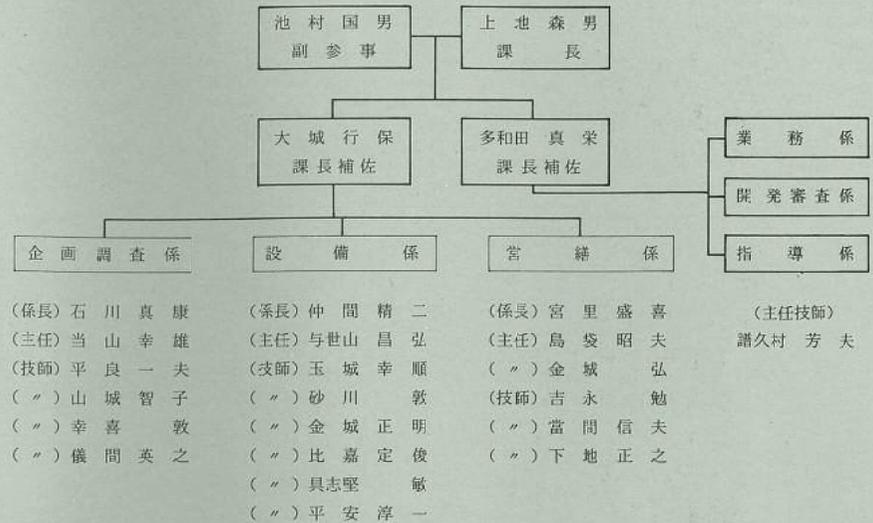 池村国男
副参事
上地森男
課長
大城行保
課長補佐
多和田真栄
課長補佐
業務係
開発審査係
指導係
企画調査係
設備係
営繕係
(係長)石川真康
(主任)当山幸雄
(技師)平良一夫
(〃)山城智子
(〃)幸喜敦
(〃)儀間英之
(係長)仲間精二
(主任)与世山昌弘
(技師)玉城幸順
(〃)砂川敦
(〃)金城正明
(〃)比嘉定俊
(〃)具志堅敏
(〃)平安淳一
(係長)宮里盛喜
(主任)島袋昭夫
(〃)金城弘
(技師)吉永勉
(〃)當間信夫
(〃)下地正之
(主任技師)
譜久村芳夫